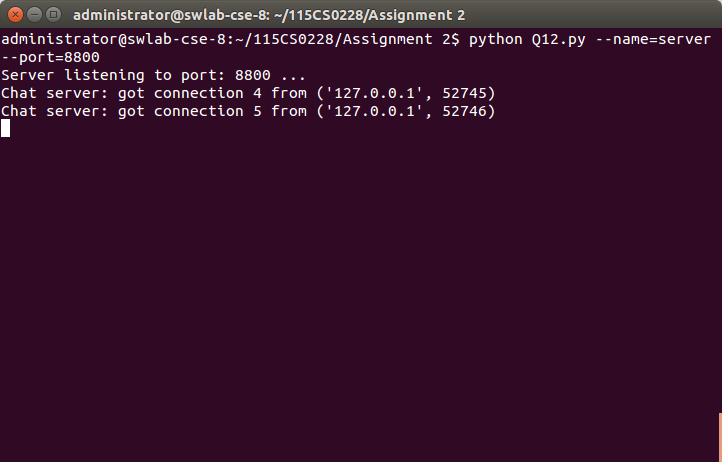 administrator@swlab-cse-8: ~/115CS0228/Assignment 2
administrator@swlab-cse-8:~/115CS0228/Assignment 2$ python Q12.py --name=server
--port=8800
Server listening to port: 8800 ...
Chat server: got connection 4 from ('127.0.0.1', 52745)
Chat server: got connection 5 from ('127.0.0.1', 52746)